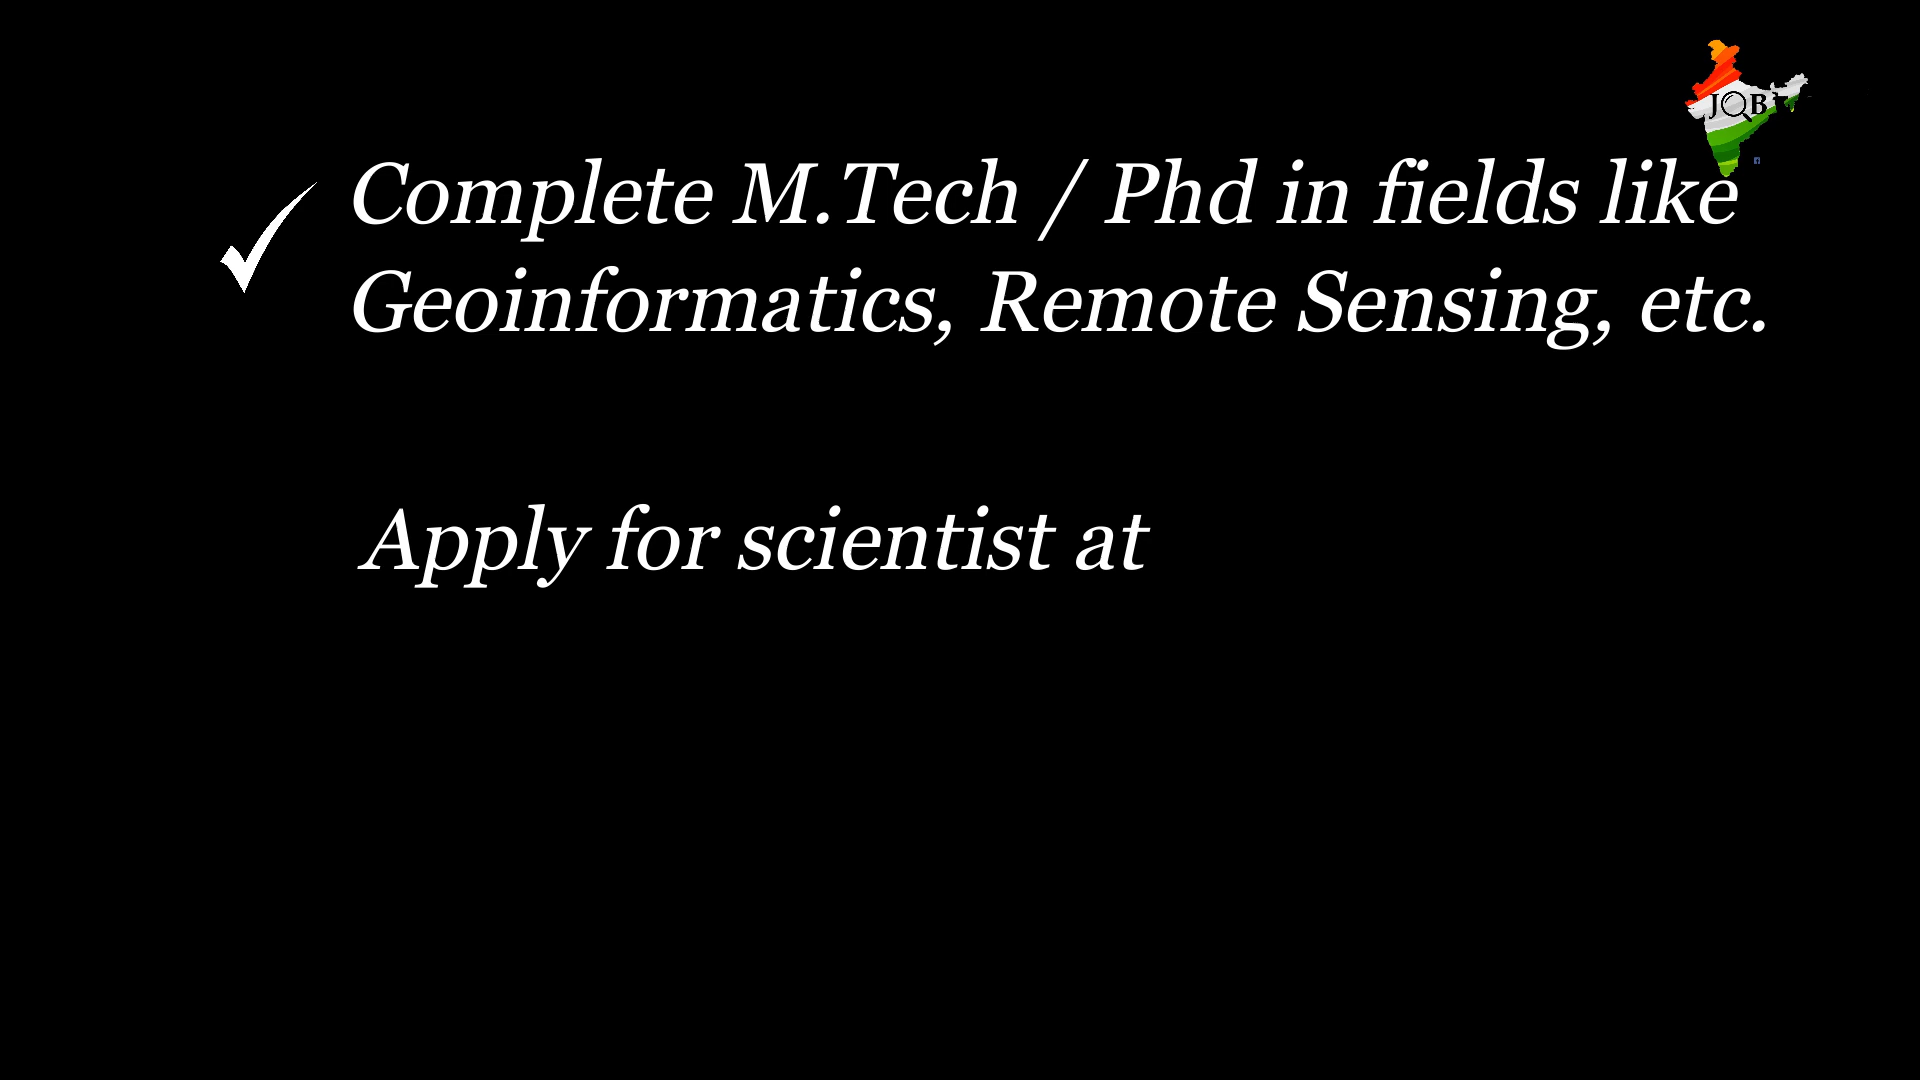 JOB
Complete M.Tech / Phd in fields like
Geoinformatics, Remote Sensing, etc.
Apply for scientist at